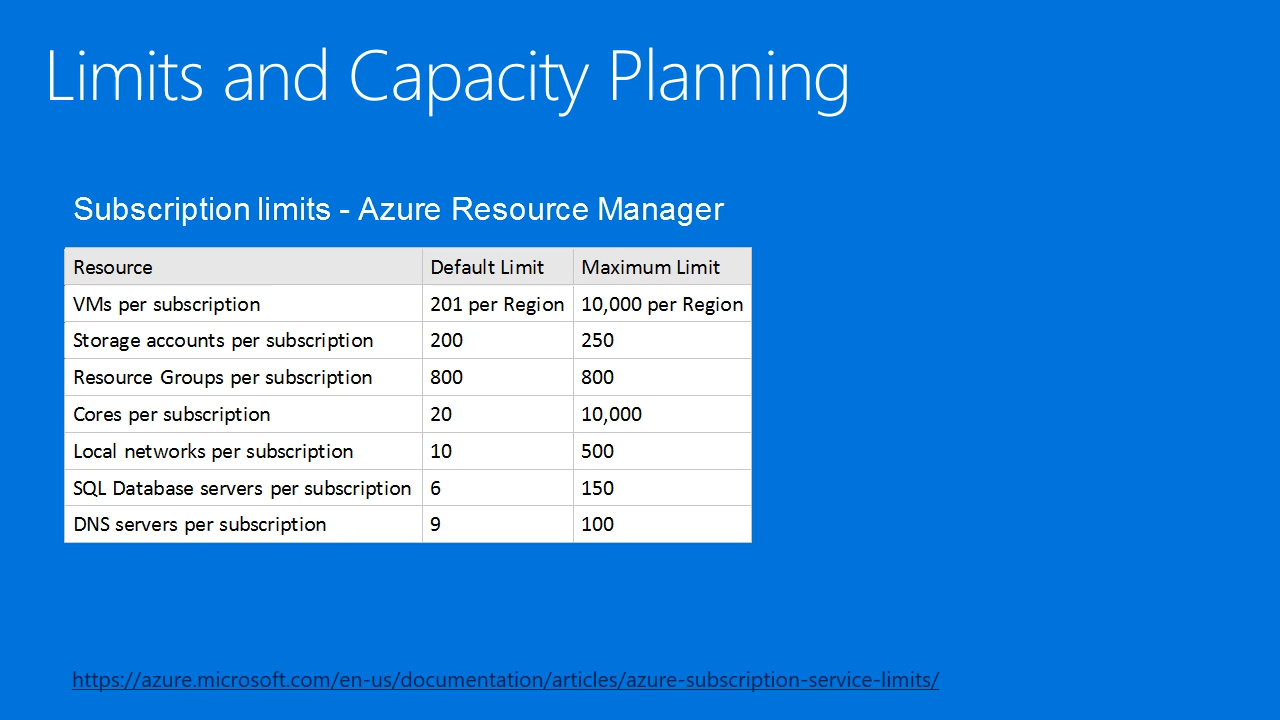 Limits and Capacity Planning
Subscription limits - Azure Resource Manager
Resource Default Limit Maximum Limit
VMs per subscription 201 per Region 10,000 per Region
Storage accounts per subscription 200 250
Resource Groups per subscription 800 800
Cores per subscription 20 10,000
Local networks per subscription 10 500
SQL Database servers per subscription 6 150
DNS servers per subscription 9 100
https://azure.microsoft.com/en-us/documentation/articles/azure-subscription-service-limits/